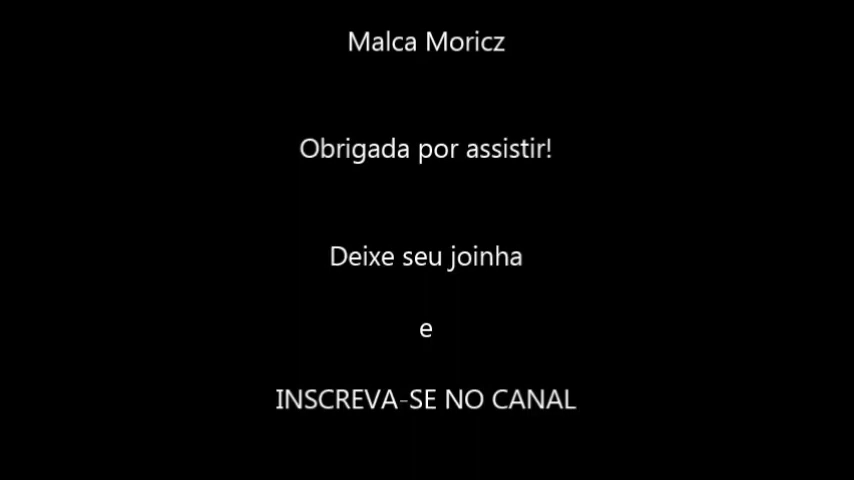 Malca Moricz
Obrigada por assistir!
Deixe seu joinha
e
INSCREVA-SE NO CANAL